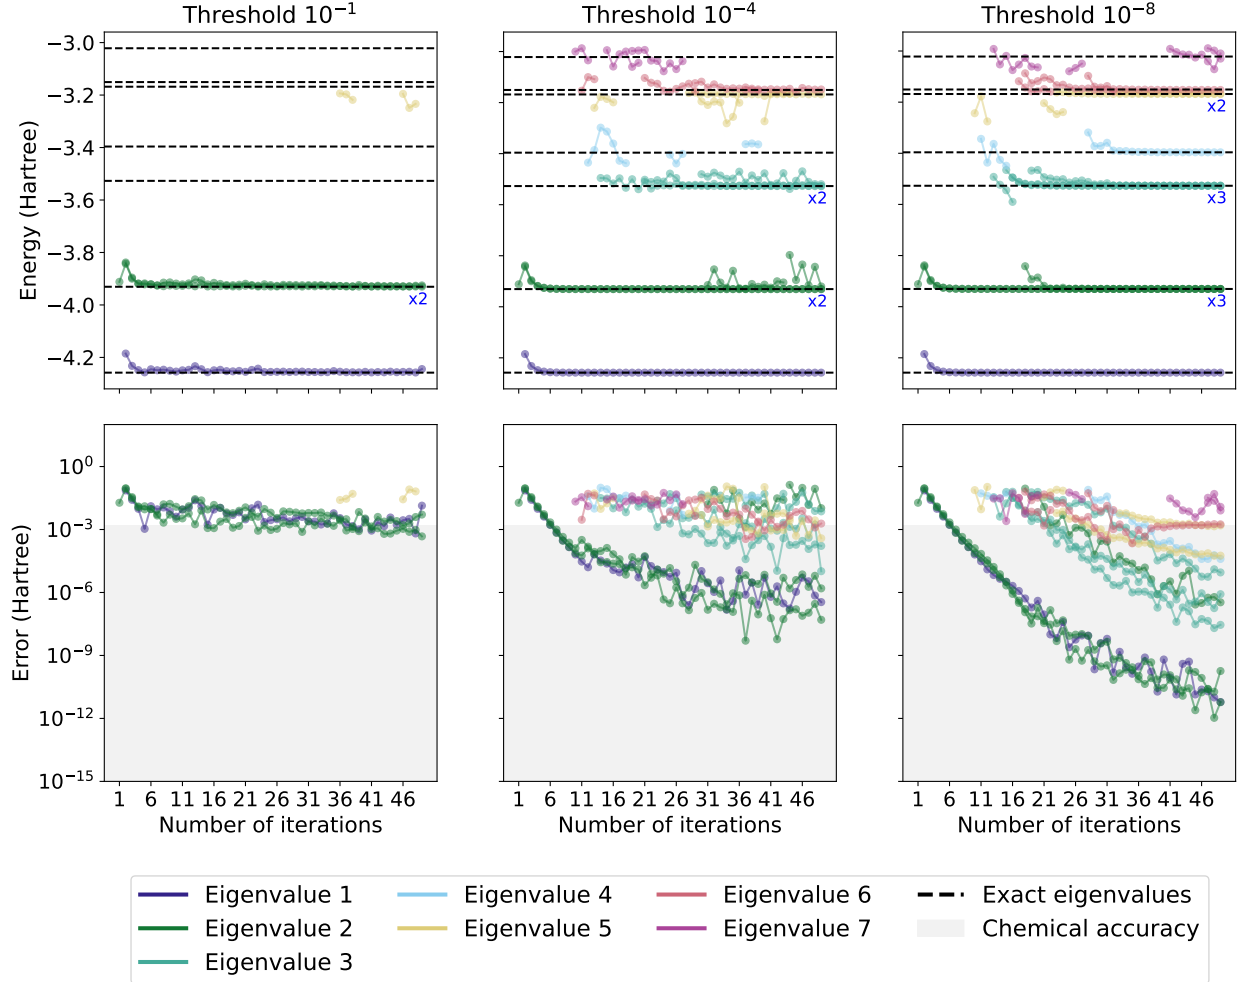 Threshold 10⁻¹
Threshold 10⁻⁴
Threshold 10⁻⁸
Energy (Hartree)
−3.0
−3.2
−3.4
−3.6
−3.8
−4.0
−4.2
x2
x2
x2
x2
x3
x3
Error (Hartree)
10⁰
10⁻³
10⁻⁶
10⁻⁹
10⁻¹²
10⁻¹⁵
1 6 11 16 21 26 31 36 41 46
1 6 11 16 21 26 31 36 41 46
1 6 11 16 21 26 31 36 41 46
Number of iterations
Number of iterations
Number of iterations
Eigenvalue 1
Eigenvalue 2
Eigenvalue 3
Eigenvalue 4
Eigenvalue 5
Eigenvalue 6
Eigenvalue 7
Exact eigenvalues
Chemical accuracy